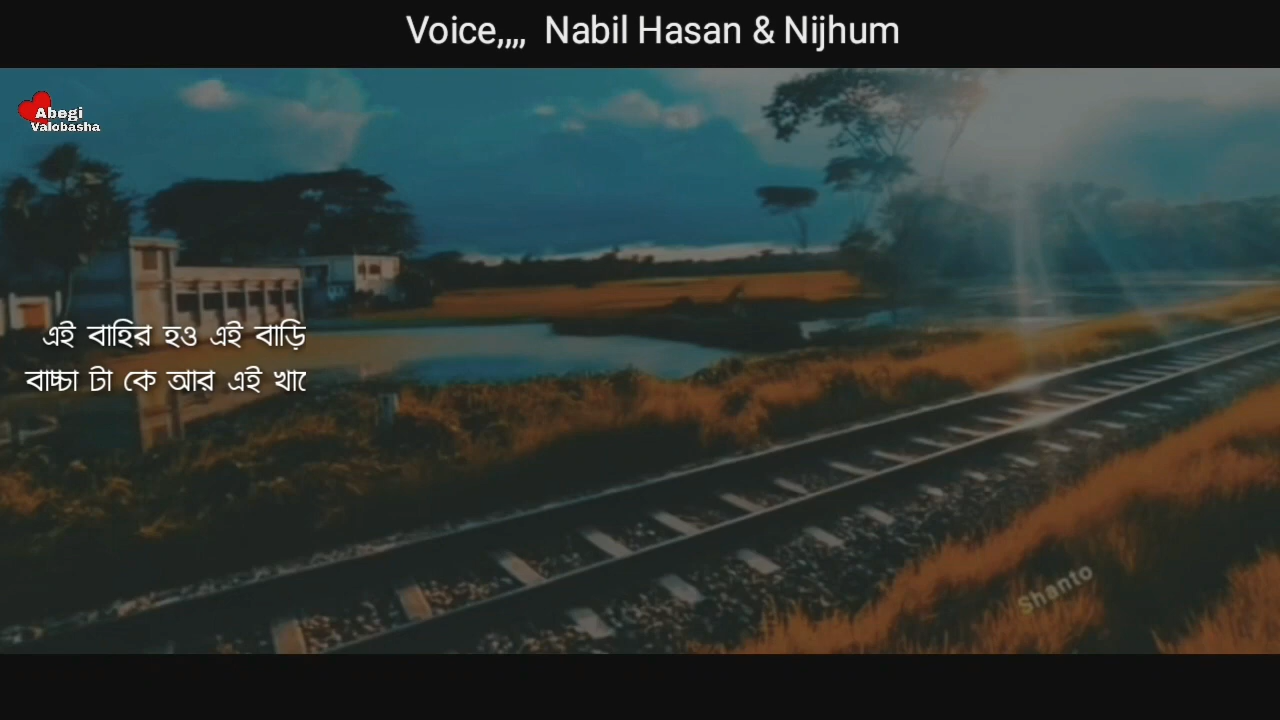 Voice,,,, Nabil Hasan & Nijhum
Abegi
Valobasha
এই বাহির হও এই বাড়ি
বাচ্চা টা কে আর এই খাে
Shanto